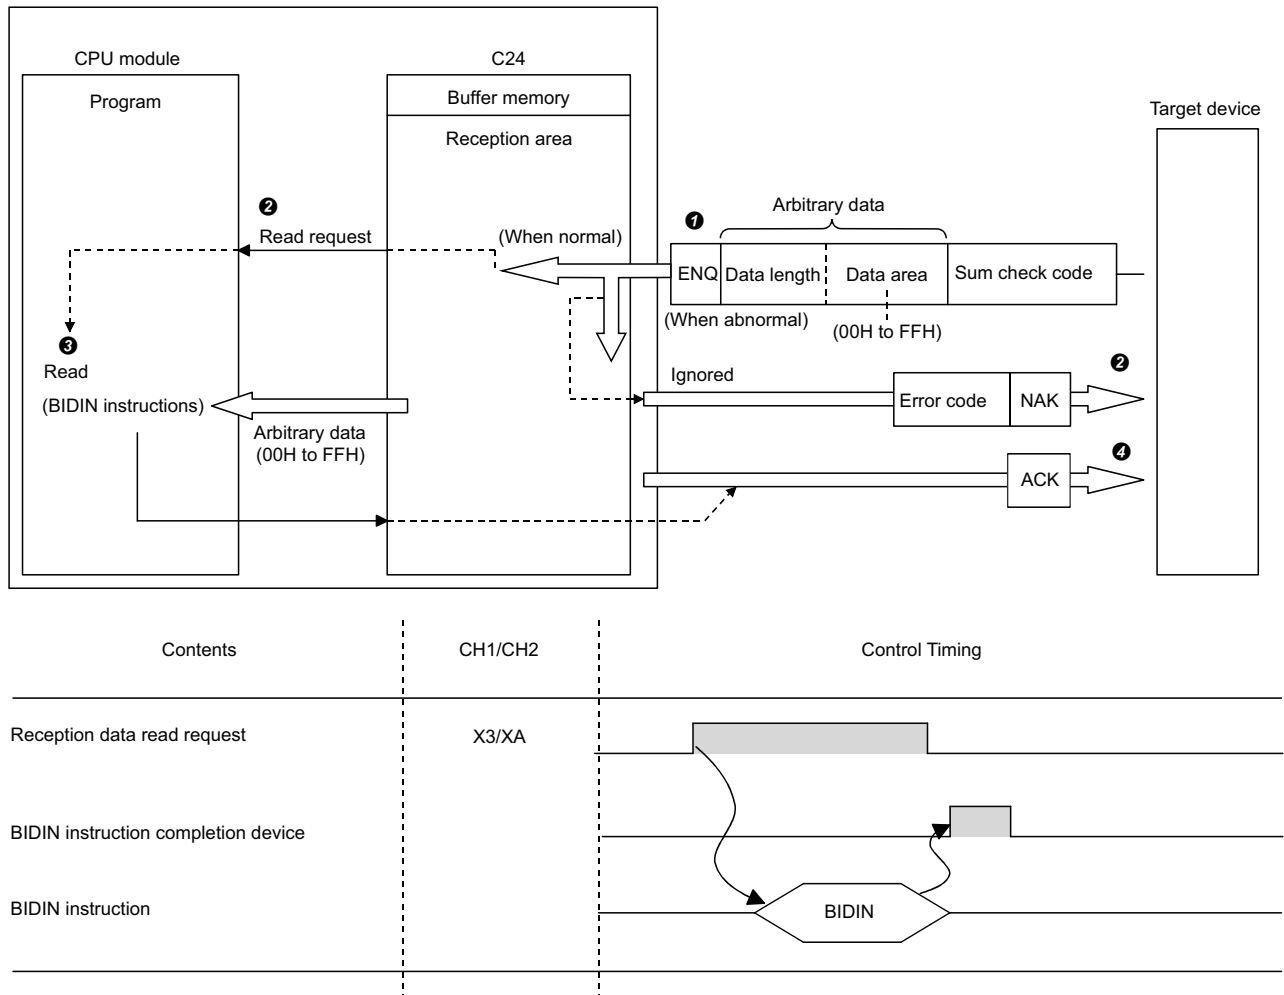 CPU module
C24
Program
Buffer memory
Target device
Reception area
Arbitrary data
❷
❶
Read request
(When normal)
ENQ
Data length
Data area
Sum check code
(When abnormal)
(00H to FFH)
❸
Read
Ignored
❷
(BIDIN instructions)
Error code
NAK
Arbitrary data
(00H to FFH)
❹
ACK
Contents
CH1/CH2
Control Timing
Reception data read request
X3/XA
BIDIN instruction completion device
BIDIN instruction
BIDIN